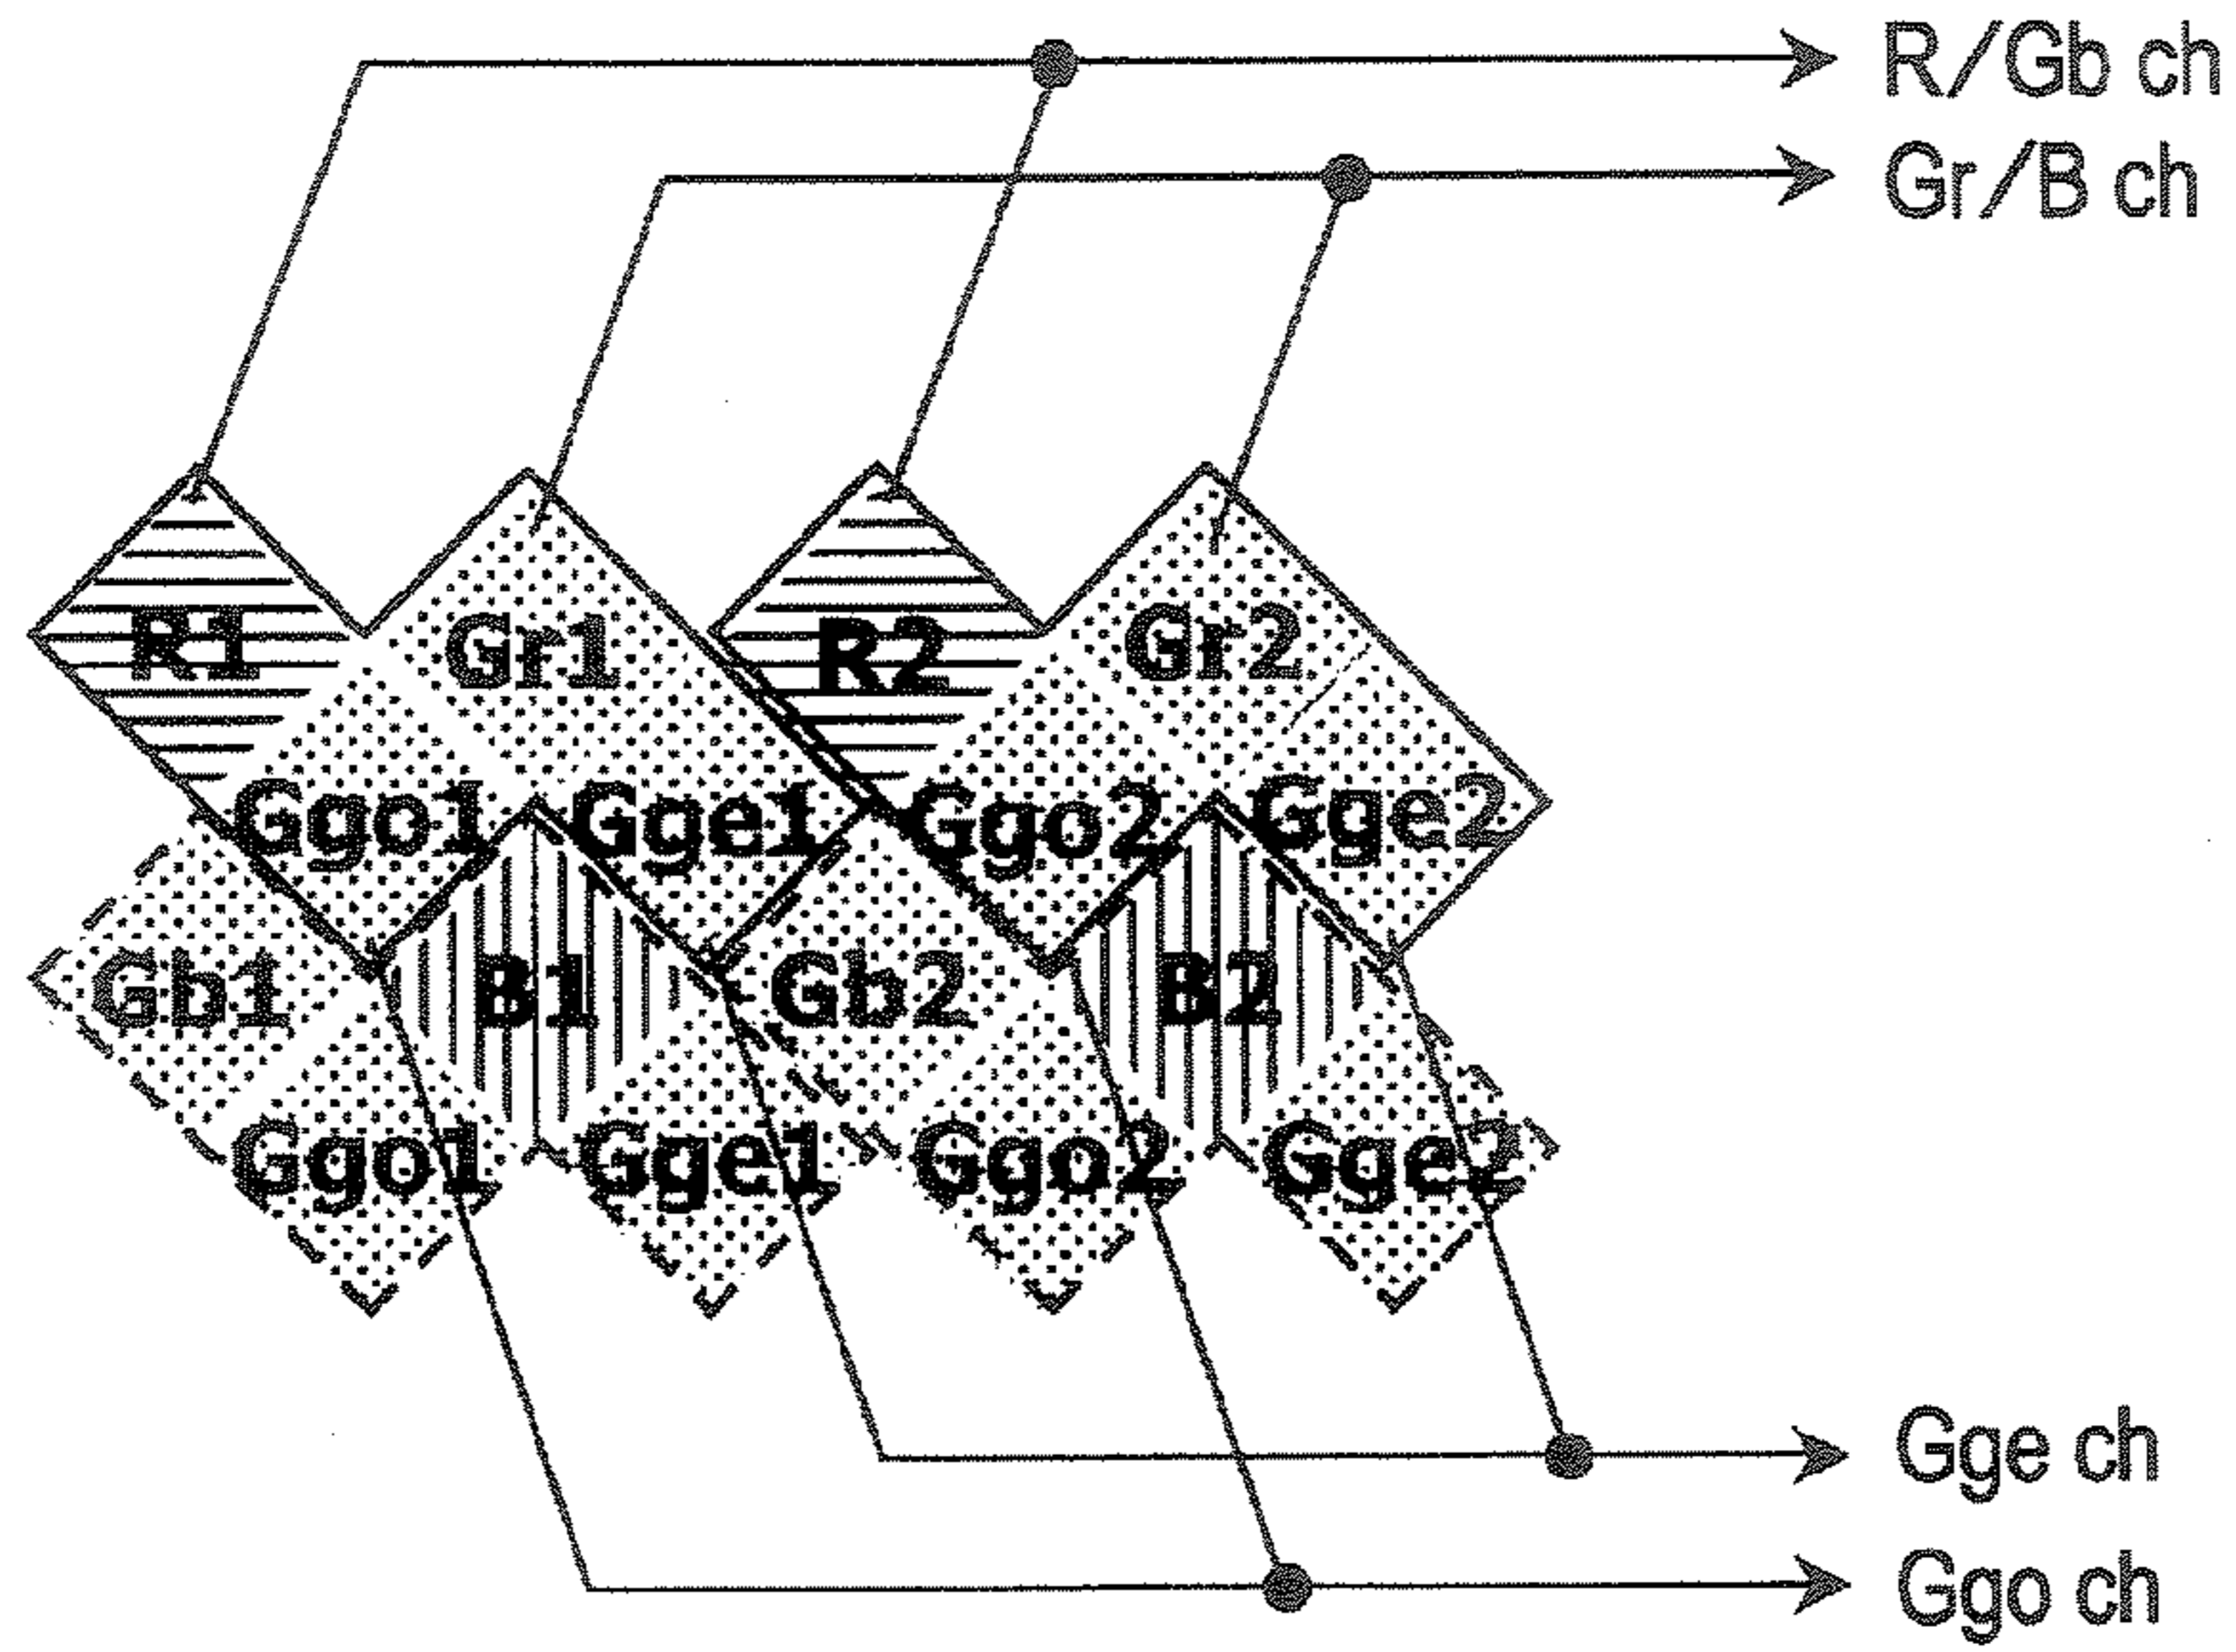 R/Gb ch
Gr/B ch
R1 Gr1 R2 Gr2
Ggo1 Gge1 Ggo2 Gge2
Gb1 B1 Gb2 B2
Ggo1 Gge1 Ggo2 Gge2
Gge ch
Ggo ch